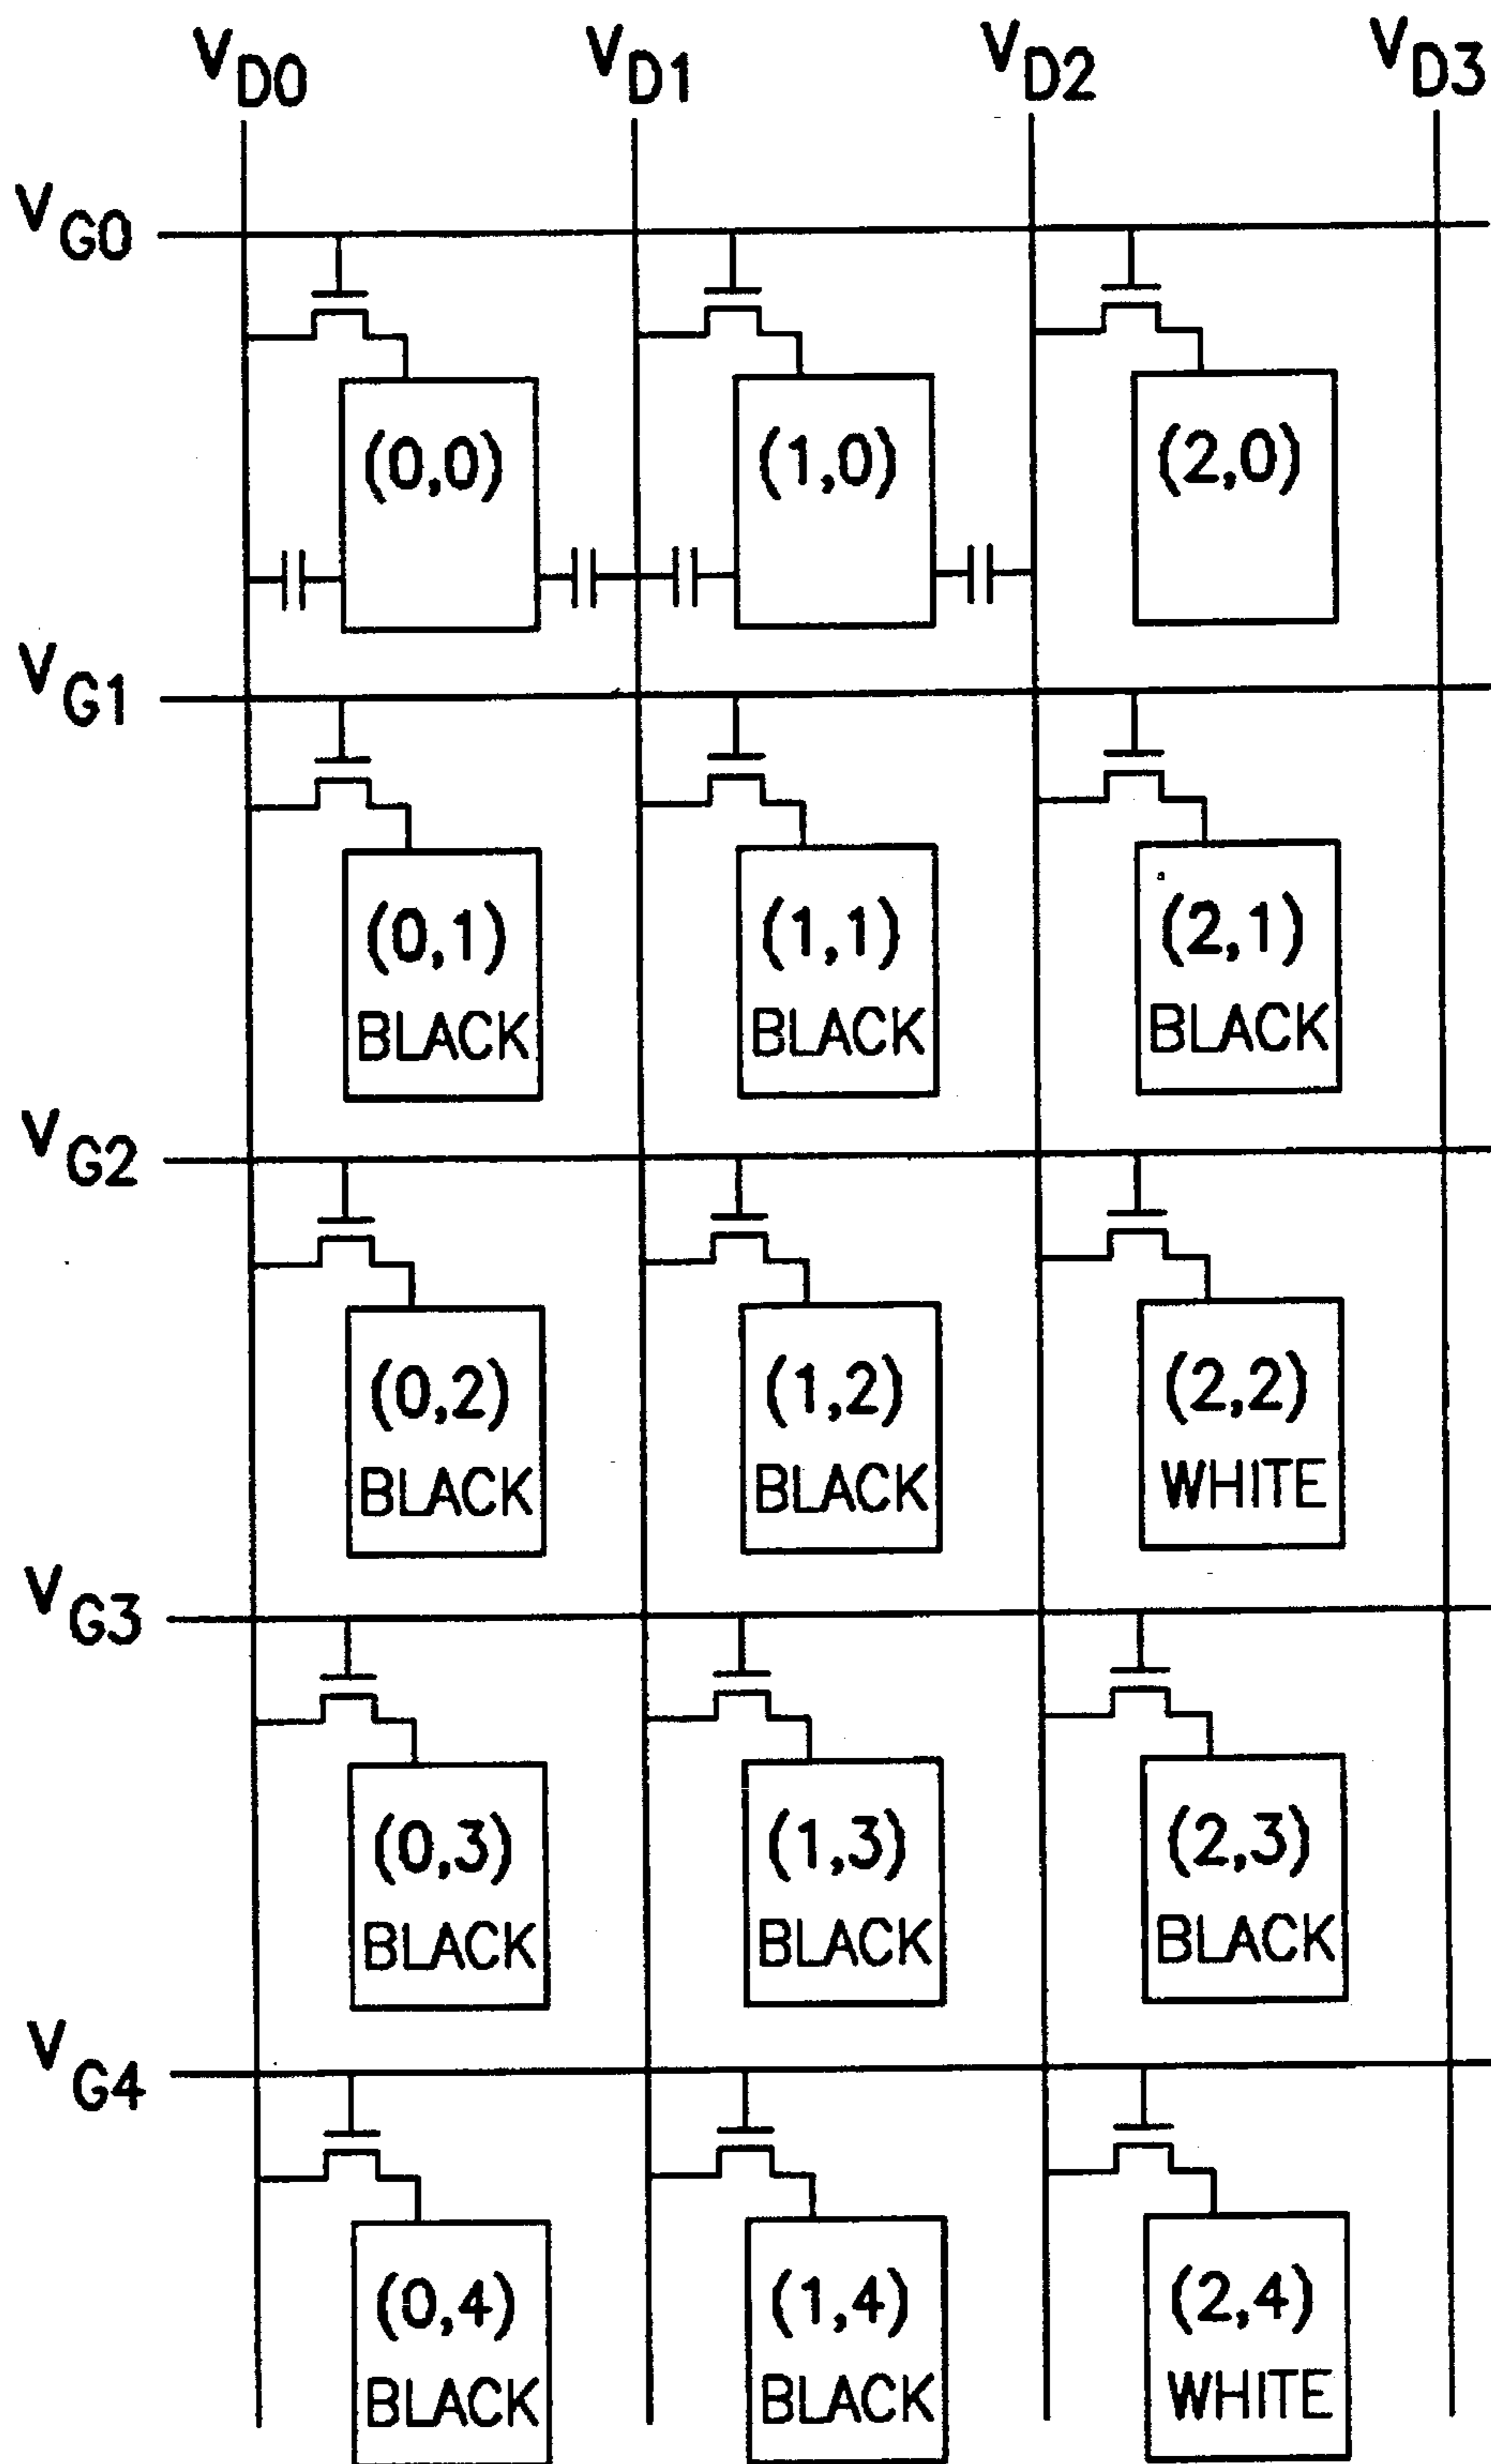 VD0 VD1 VD2 VD3
VG0
(0,0) (1,0) (2,0)
VG1
(0,1) (1,1) (2,1)
BLACK BLACK BLACK
VG2
(0,2) (1,2) (2,2)
BLACK BLACK WHITE
VG3
(0,3) (1,3) (2,3)
BLACK BLACK BLACK
VG4
(0,4) (1,4) (2,4)
BLACK BLACK WHITE